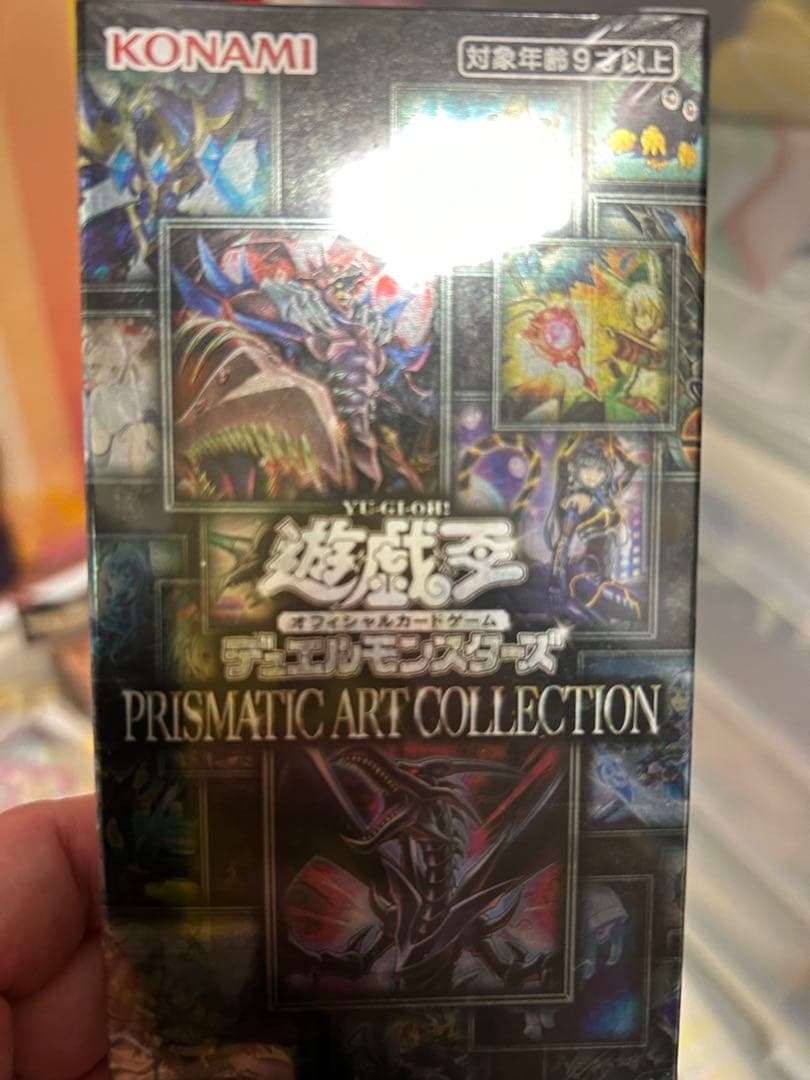 KONAMI
対象年齢9才以上
YU-GI-OH!
遊戯王
オフィシャルカードゲーム
デュエルモンスターズ
PRISMATIC ART COLLECTION